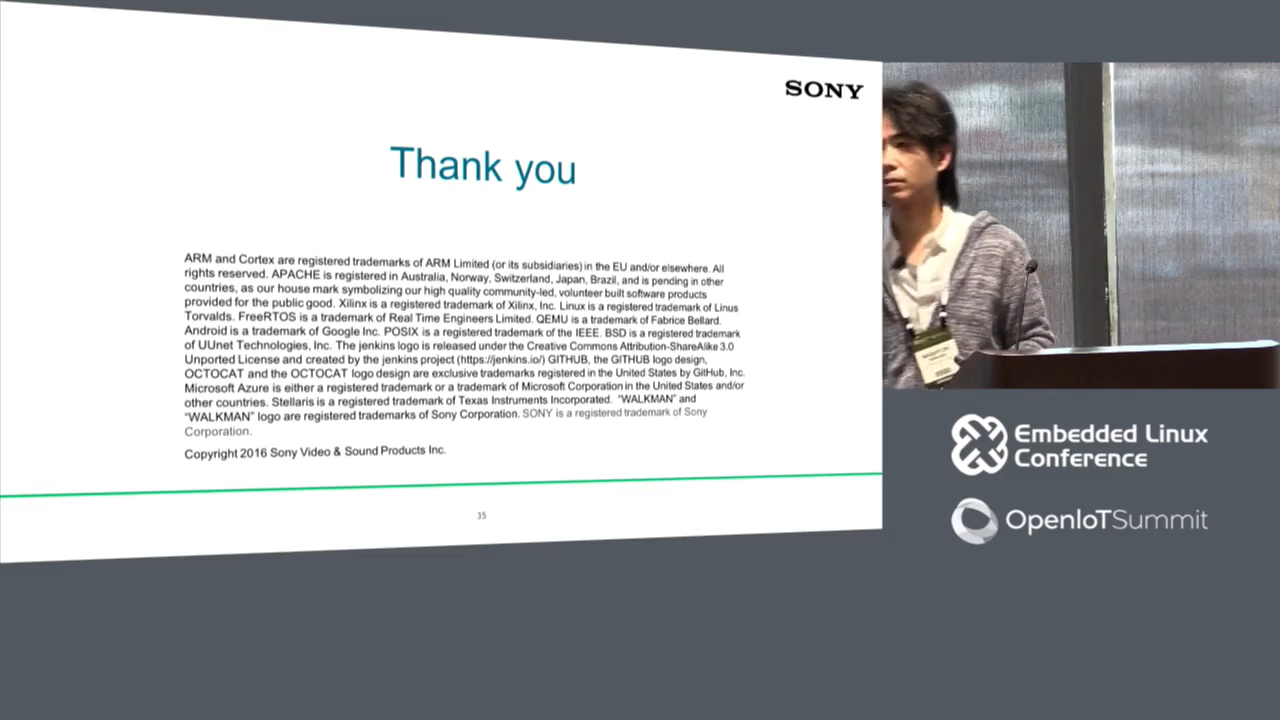 SONY
Thank you
ARM and Cortex are registered trademarks of ARM Limited (or its subsidiaries) in the EU and/or elsewhere. All
rights reserved. APACHE is registered in Australia, Norway, Switzerland, Japan, Brazil, and is pending in other
countries, as our house mark symbolizing our high quality community-led, volunteer built software products
provided for the public good. Xilinx is a registered trademark of Xilinx, Inc. Linux is a registered trademark of Linus
Torvalds. FreeRTOS is a trademark of Real Time Engineers Limited. QEMU is a trademark of Fabrice Bellard.
Android is a trademark of Google Inc. POSIX is a registered trademark of the IEEE. BSD is a registered trademark
of UUnet Technologies, Inc. The jenkins logo is released under the Creative Commons Attribution-ShareAlike 3.0
Unported License and created by the jenkins project (https://jenkins.io/) GITHUB, the GITHUB logo design,
OCTOCAT and the OCTOCAT logo design are exclusive trademarks registered in the United States by GitHub, Inc.
Microsoft Azure is either a registered trademark or a trademark of Microsoft Corporation in the United States and/or
other countries. Stellaris is a registered trademark of Texas Instruments Incorporated. “WALKMAN” and
“WALKMAN” logo are registered trademarks of Sony Corporation. SONY is a registered trademark of Sony
Corporation.
Copyright 2016 Sony Video & Sound Products Inc.
35
Embedded Linux
Conference
OpenIoTSummit